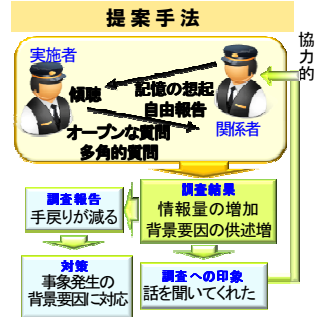 提案手法
実施者
傾聴
記憶の想起
自由報告
オープンな質問
多角的質問
関係者
協力的
調査結果
情報量の増加
背景要因の供述増
調査報告
手戻りが減る
対策
事象発生の
背景要因に対応
調査への印象
話を聞いてくれた